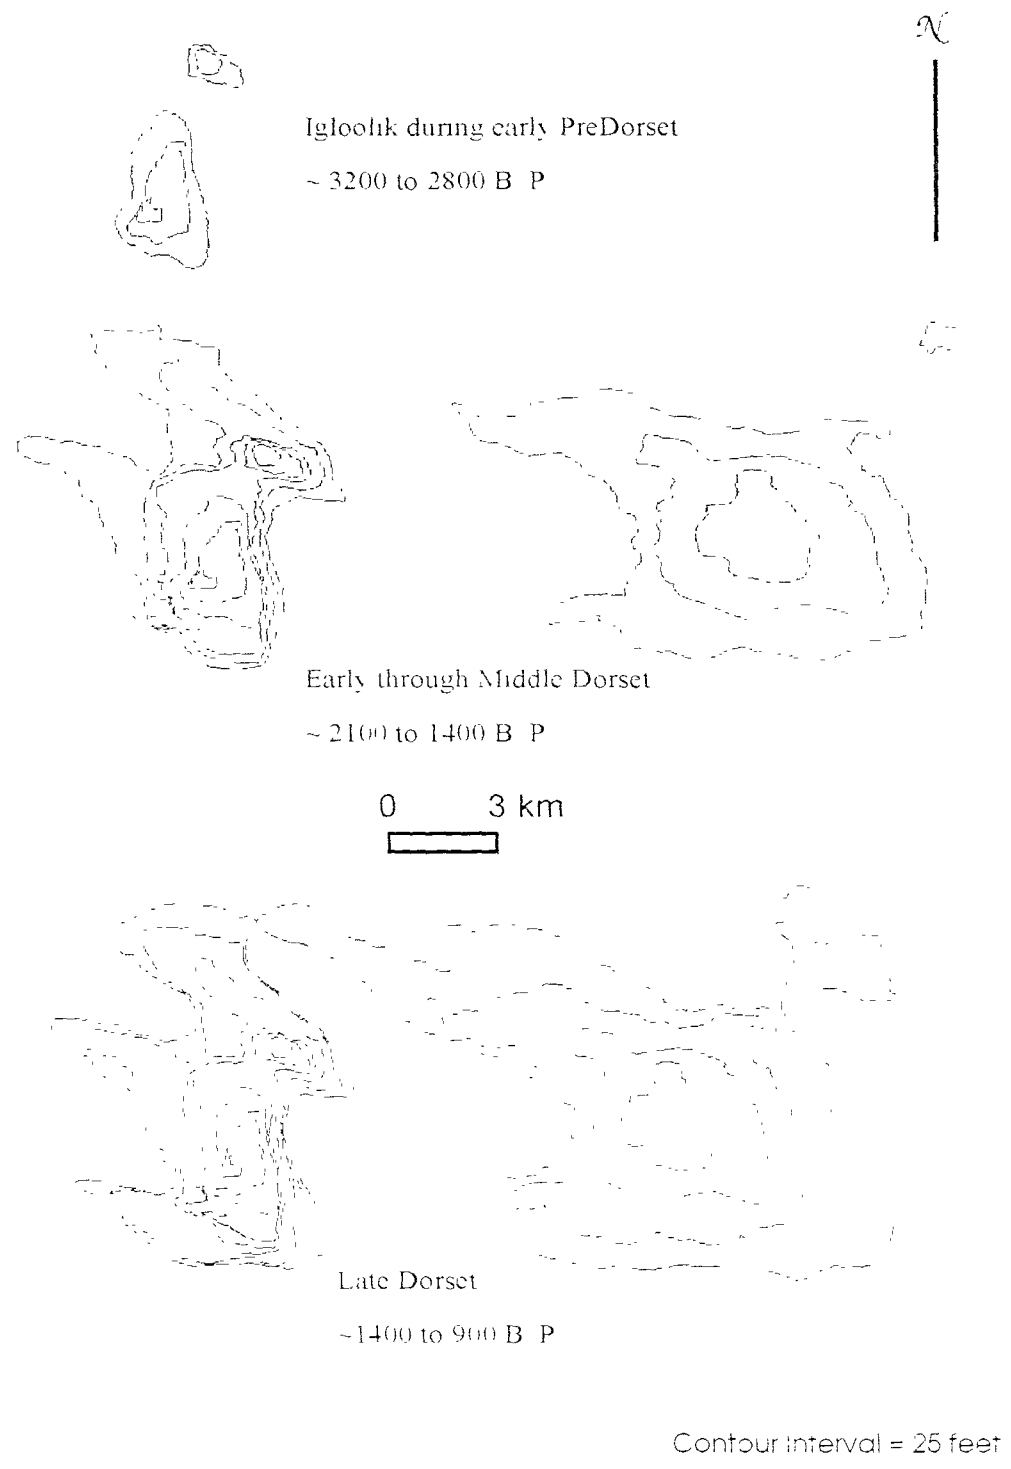 N
Igloolik during early PreDorset
~ 3200 to 2800 B P
Early through Middle Dorset
~ 2100 to 1400 B P
0 3 km
Late Dorset
~1400 to 900 B P
Contour Interval = 25 feet